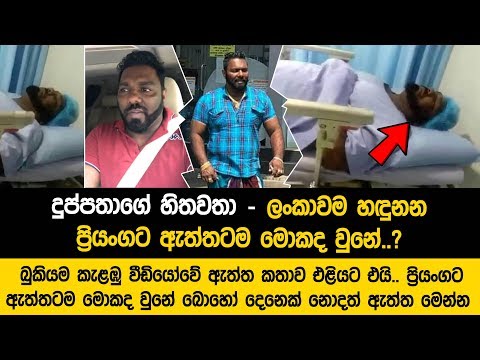 දුප්පතාගේ හිතවතා - ලංකාවම හඳුනන
ප්‍රියංගට ඇත්තටම මොකද වුනේ..?
බුකියම කැළඹූ වීඩියෝවේ ඇත්ත කතාව එළියට එයි.. ප්‍රියංගට
ඇත්තටම මොකද වුනේ බොහෝ දෙනෙක් නොදත් ඇත්ත මෙන්න